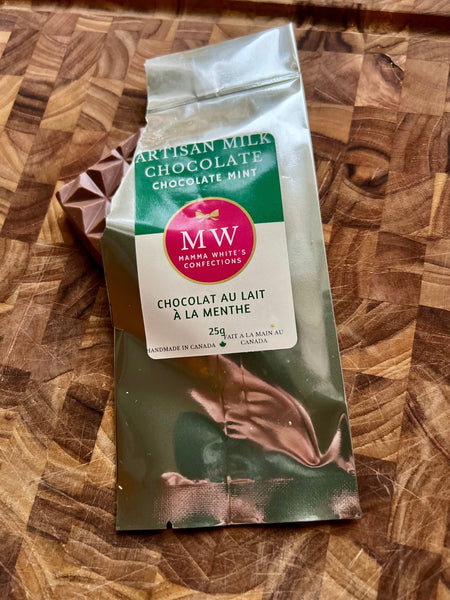 ARTISAN MILK
CHOCOLATE
CHOCOLATE MINT
MW
MAMMA WHITE'S
CONFECTIONS
CHOCOLAT AU LAIT
À LA MENTHE
25g
HANDMADE IN CANADA
FAIT A LA MAIN AU
CANADA